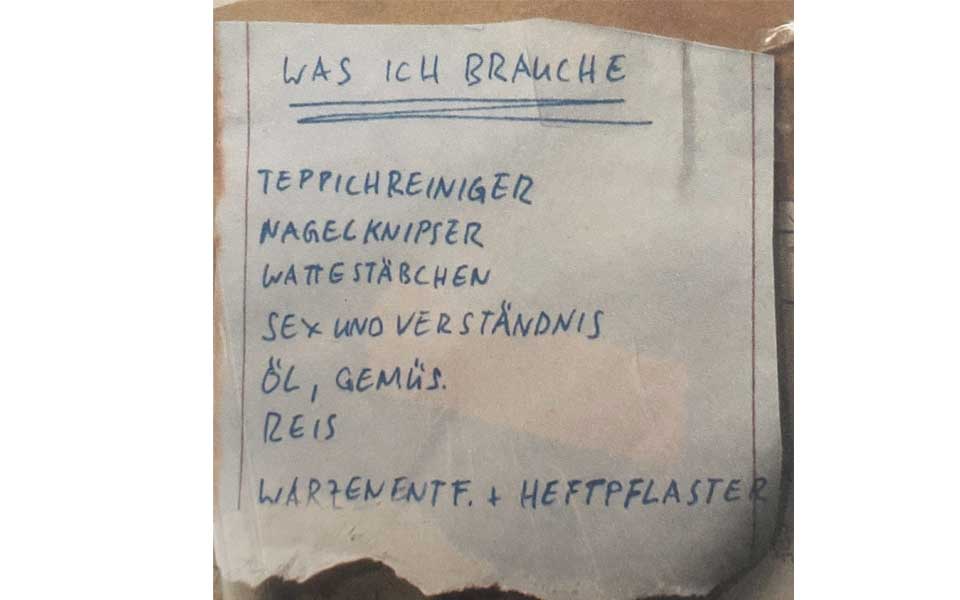 WAS ICH BRAUCHE
TEPPICHREINIGER
NAGELKNIPSER
WATTESTÄBCHEN
SEX UND VERSTÄNDNIS
ÖL, GEMÜS.
REIS
WARZENENTF. + HEFTPFLASTER